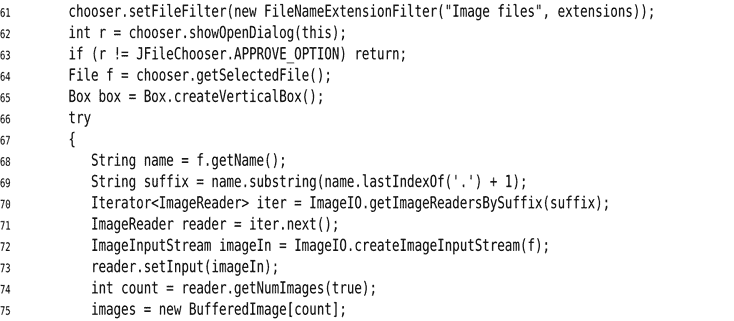 61 chooser.setFileFilter(new FileNameExtensionFilter("Image files", extensions));
62 int r = chooser.showOpenDialog(this);
63 if (r != JFileChooser.APPROVE_OPTION) return;
64 File f = chooser.getSelectedFile();
65 Box box = Box.createVerticalBox();
66 try
67 {
68 String name = f.getName();
69 String suffix = name.substring(name.lastIndexOf('.') + 1);
70 Iterator<ImageReader> iter = ImageIO.getImageReadersBySuffix(suffix);
71 ImageReader reader = iter.next();
72 ImageInputStream imageIn = ImageIO.createImageInputStream(f);
73 reader.setInput(imageIn);
74 int count = reader.getNumImages(true);
75 images = new BufferedImage[count];